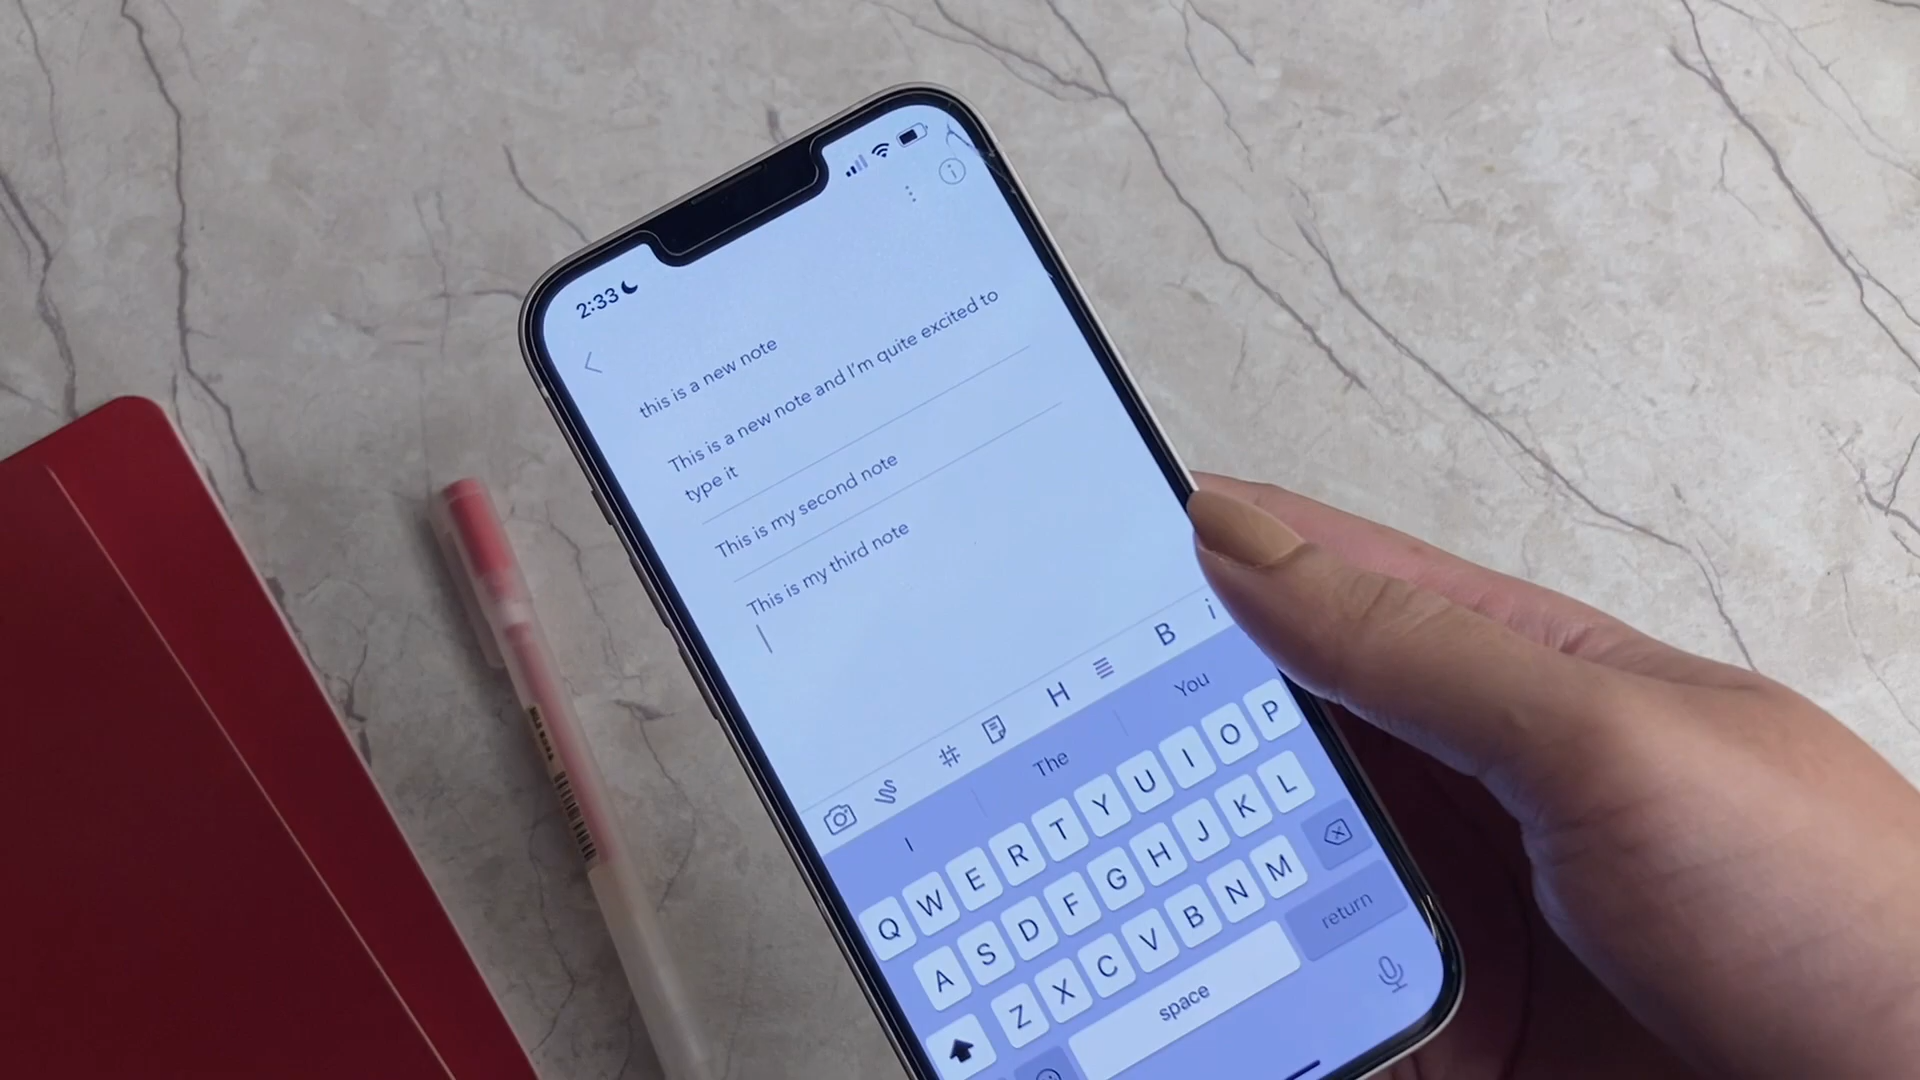 2:33
this is a new note
This is a new note and I'm quite excited to
type it
This is my second note
This is my third note
# H B i
I The You
Q W E R T Y U I O P
A S D F G H J K L
Z X C V B N M
space return